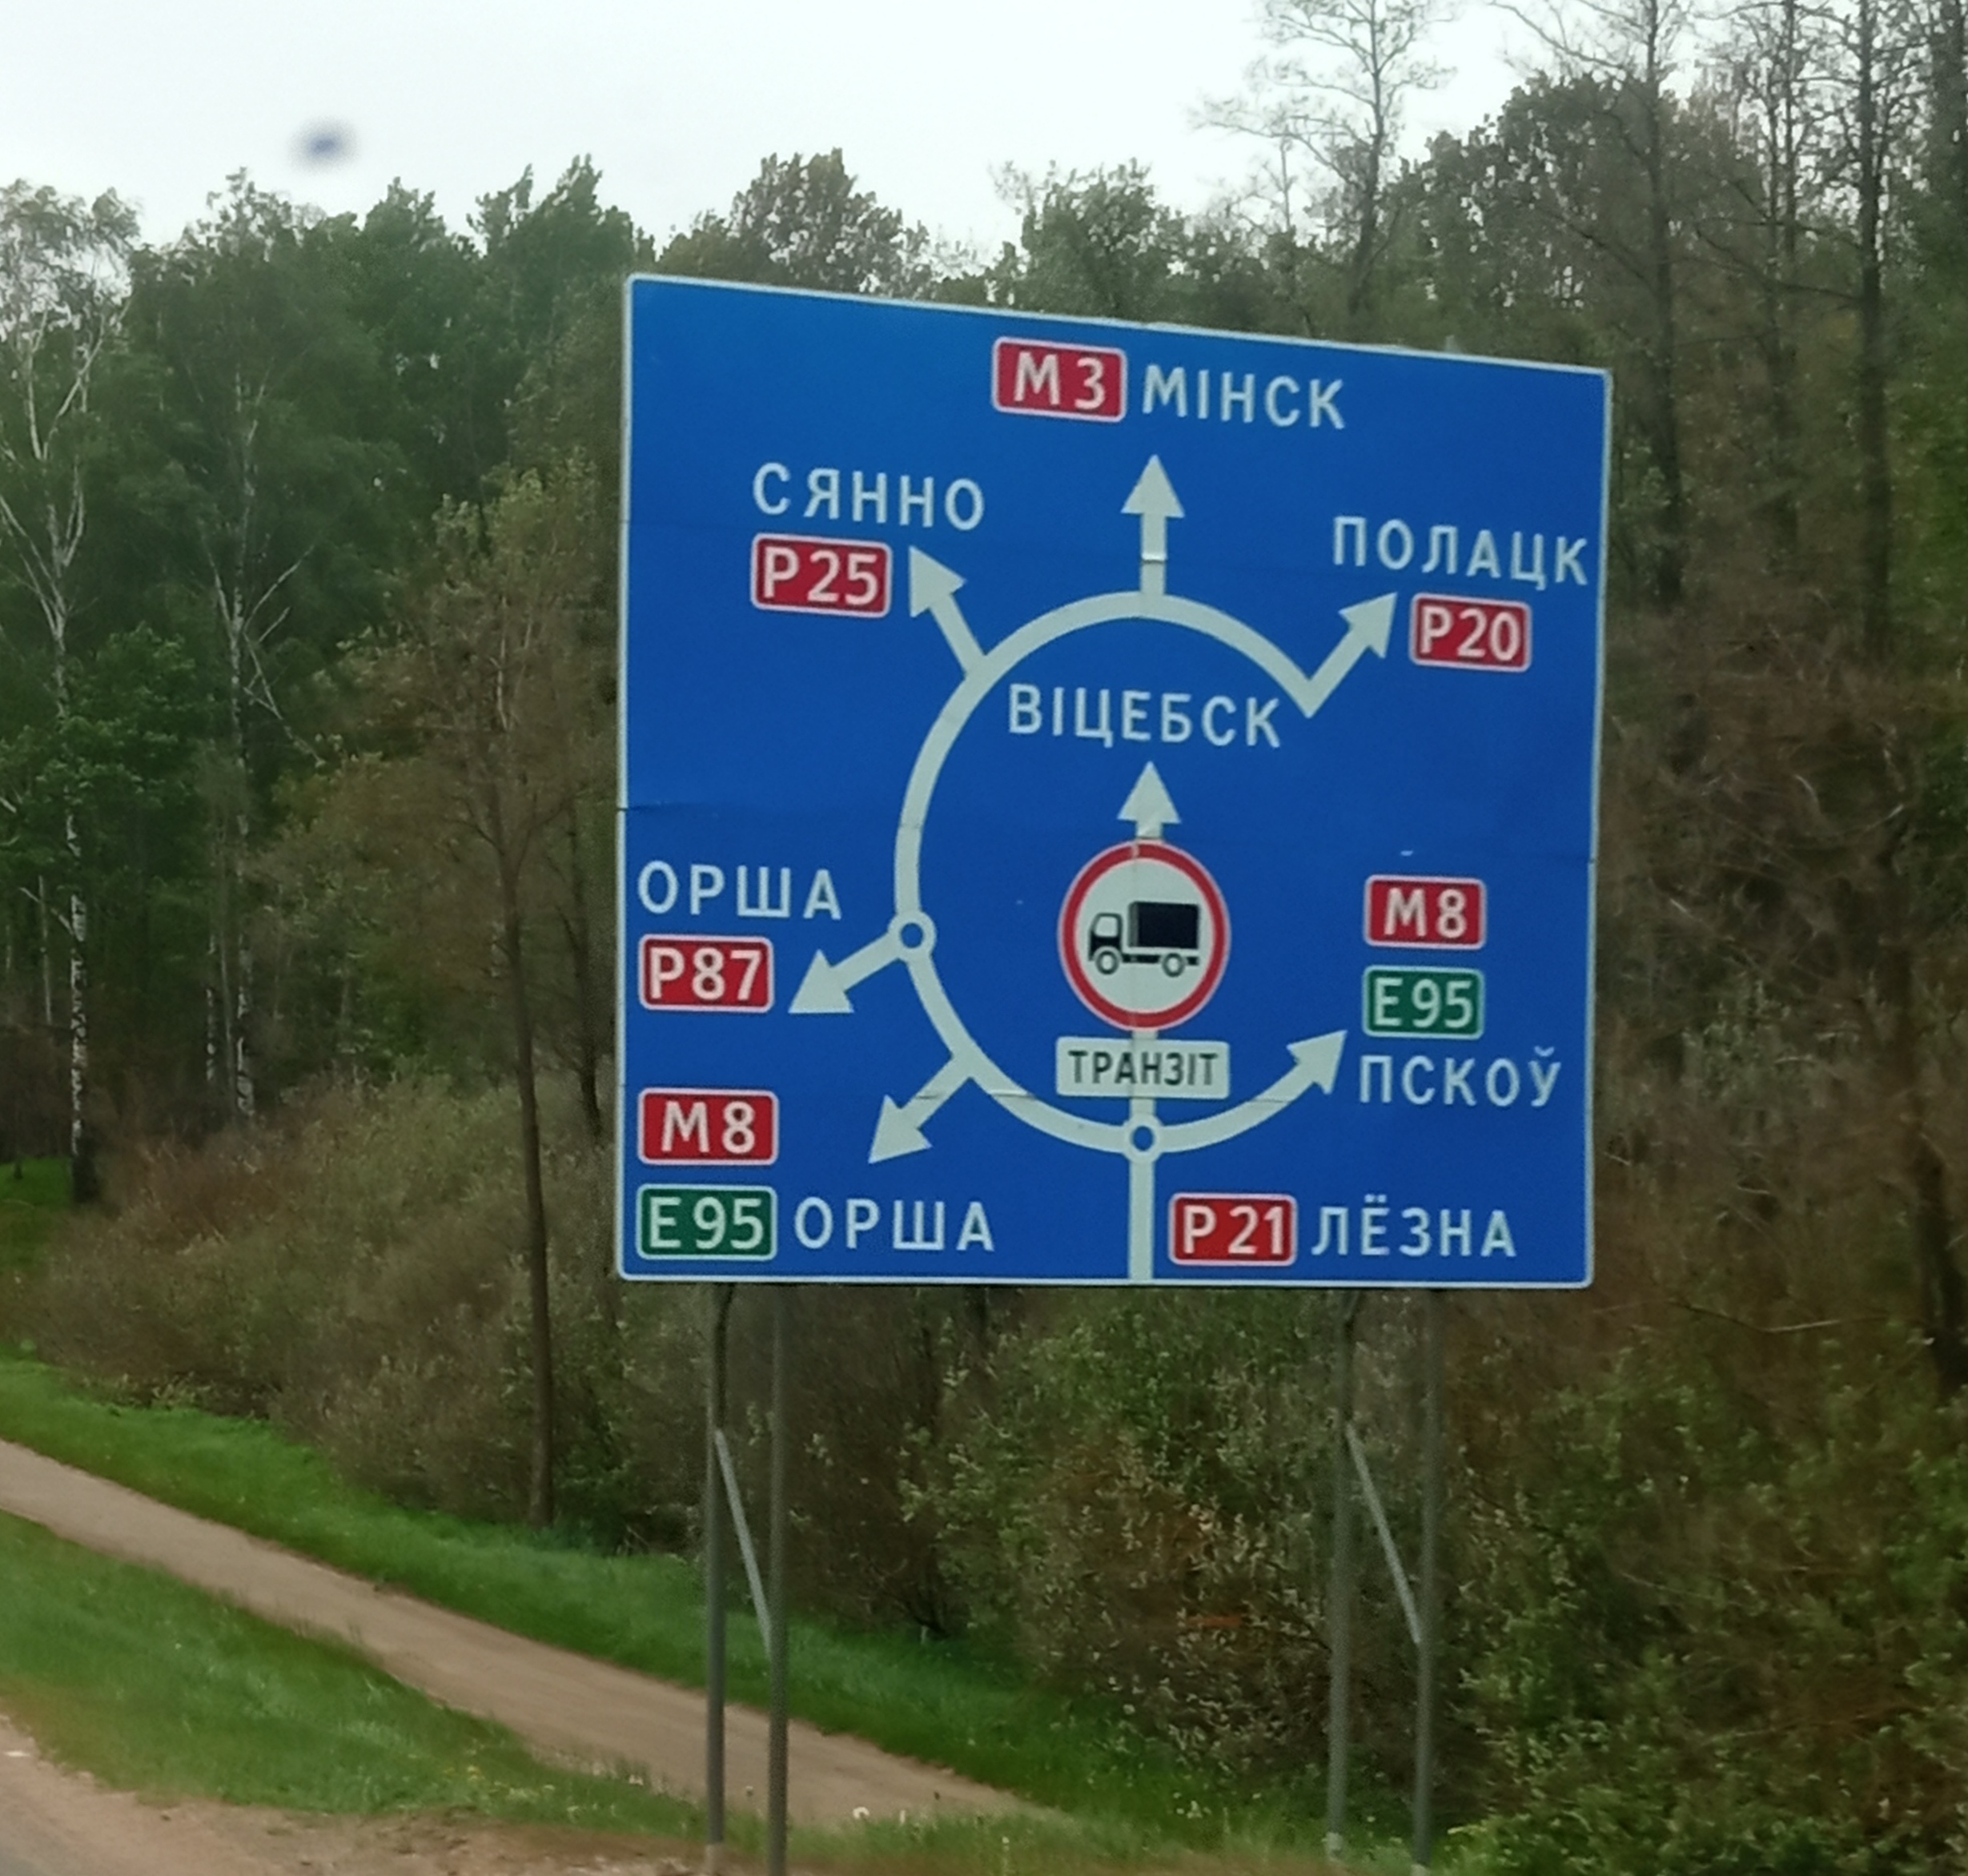 М3 МІНСК
СЯННО
Р25
ПОЛАЦК
Р20
ВІЦЕБСК
ОРША
Р87
М8
Е95
ПСКОЎ
ТРАНЗІТ
М8
Е95 ОРША
Р21 ЛЁЗНА